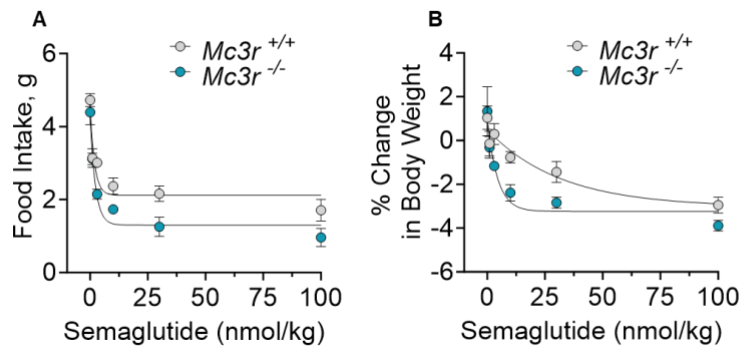 A
Mc3r +/+
Mc3r -/-
Food Intake, g
6
4
2
0
0 25 50 75 100
Semaglutide (nmol/kg)
B
Mc3r +/+
Mc3r -/-
% Change
in Body Weight
4
2
0
-2
-4
-6
0 25 50 75 100
Semaglutide (nmol/kg)